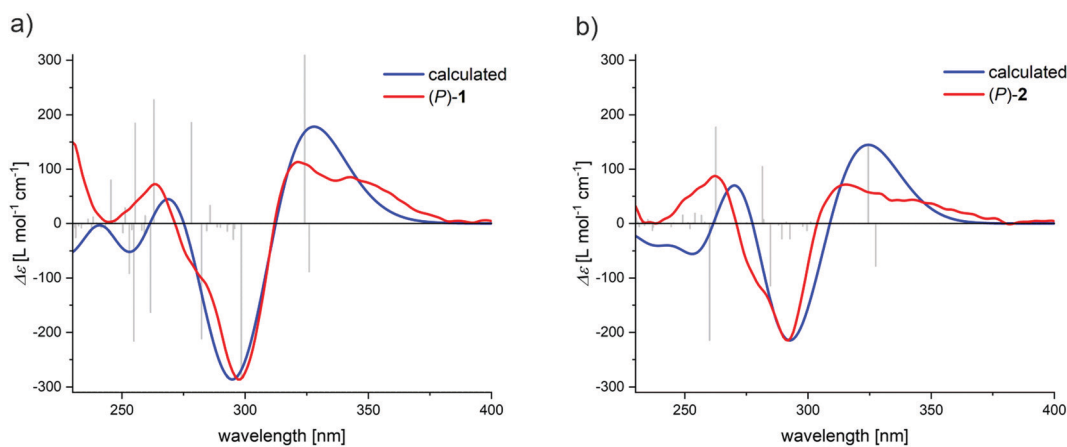 a)
300
200
100
0
-100
-200
-300
Δε [L mol⁻¹ cm⁻¹]
calculated
(P)-1
250
300
350
400
wavelength [nm]
b)
300
200
100
0
-100
-200
-300
Δε [L mol⁻¹ cm⁻¹]
calculated
(P)-2
250
300
350
400
wavelength [nm]